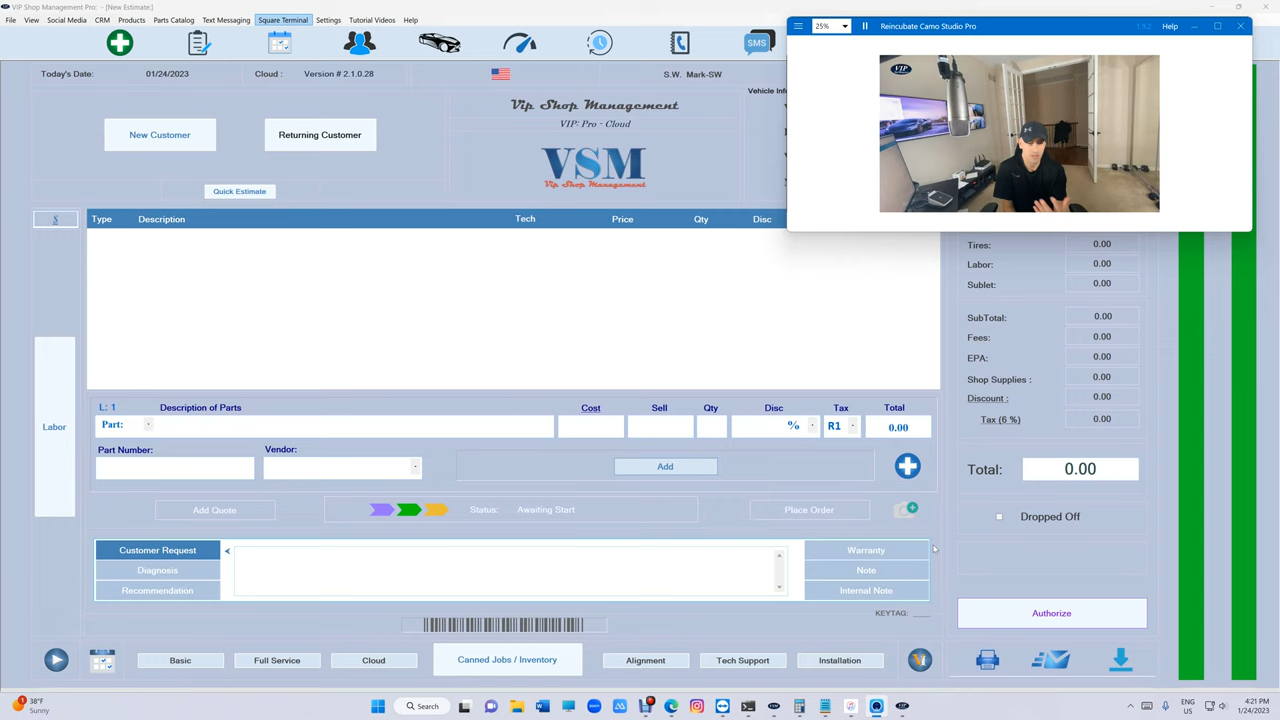 VIP Shop Management Pro: - [New Estimate:]
File View Social Media CRM Products Parts Catalog Text Messaging Square Terminal Settings Tutorial Videos Help
SMS
25% Reincubate Camo Studio Pro 1.9.2 Help
VIP
Today's Date: 01/24/2023 Cloud : Version # 2.1.0.28 S.W. Mark-SW
Vehicle Info
New Customer Returning Customer
Quick Estimate
Vip Shop Management
VIP: Pro - Cloud
VSM
Vip Shop Management
$ Type Description Tech Price Qty Disc
Tires: 0.00
Labor: 0.00
Sublet: 0.00
SubTotal: 0.00
Fees: 0.00
EPA: 0.00
Shop Supplies : 0.00
Discount : 0.00
Tax (6 %) 0.00
Total: 0.00
Dropped Off
Authorize
Labor
L: 1 Description of Parts Cost Sell Qty Disc Tax Total
Part: % R1 0.00
Part Number: Vendor:
Add
Add Quote Status: Awaiting Start Place Order
Customer Request < Warranty
Diagnosis Note
Recommendation Internal Note
KEYTAG: ___
Basic Full Service Cloud Canned Jobs / Inventory Alignment Tech Support Installation
38°F
Sunny
Search
ENG
US
4:21 PM
1/24/2023